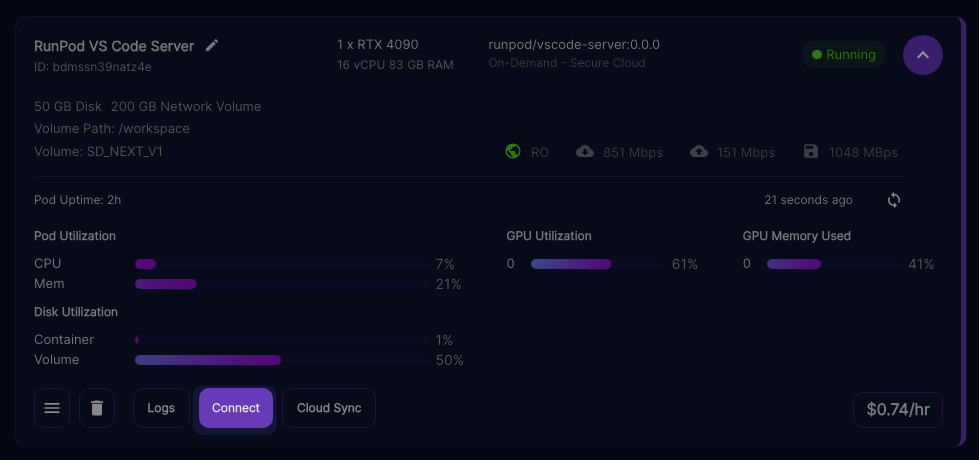 RunPod VS Code Server
ID: bdmssn39natz4e
1 x RTX 4090
16 vCPU 83 GB RAM
runpod/vscode-server:0.0.0
On-Demand - Secure Cloud
Running
50 GB Disk 200 GB Network Volume
Volume Path: /workspace
Volume: SD_NEXT_V1
RO 851 Mbps 151 Mbps 1048 MBps
Pod Uptime: 2h
21 seconds ago
Pod Utilization
CPU 7%
Mem 21%
Disk Utilization
Container 1%
Volume 50%
GPU Utilization
0 61%
GPU Memory Used
0 41%
Logs Connect Cloud Sync
$0.74/hr